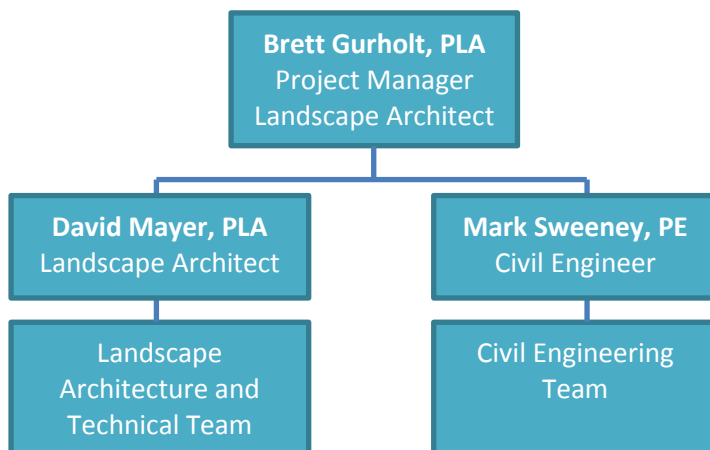 Brett Gurholt, PLA
Project Manager
Landscape Architect
David Mayer, PLA
Landscape Architect
Mark Sweeney, PE
Civil Engineer
Landscape
Architecture and
Technical Team
Civil Engineering
Team